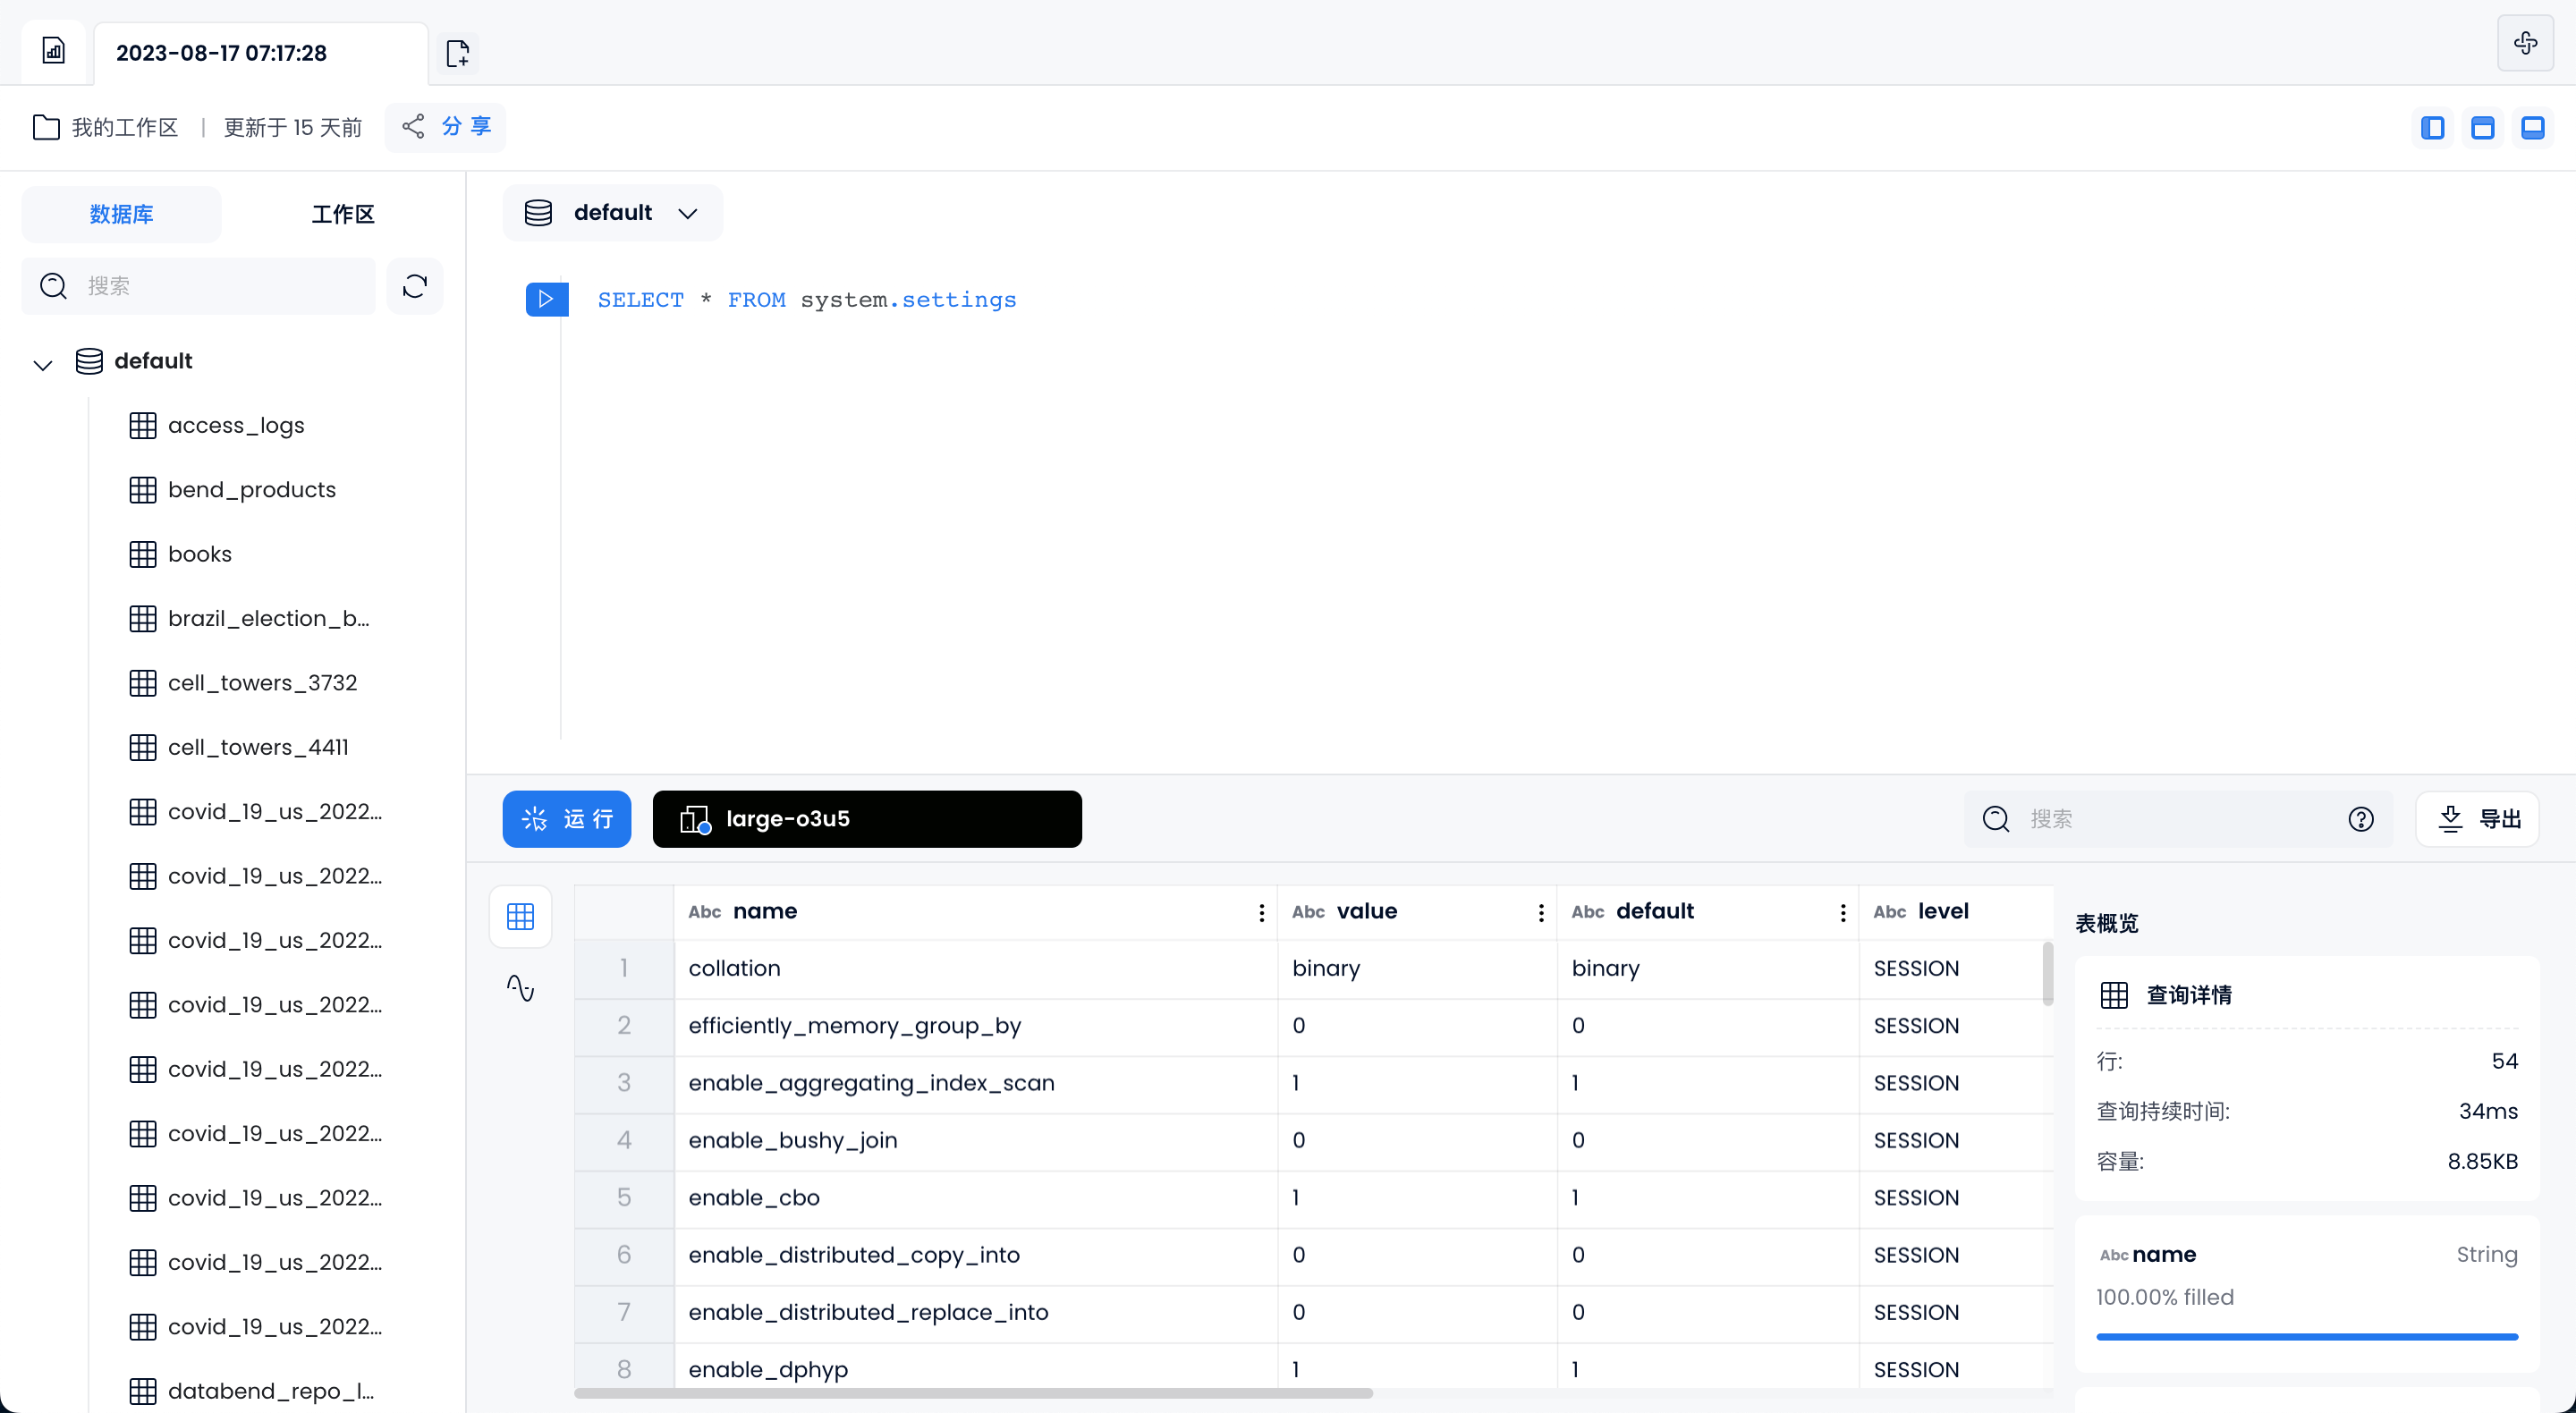 2023-08-17 07:17:28
我的工作区 | 更新于 15 天前 分享
数据库 工作区
搜索
default
access_logs
bend_products
books
brazil_election_b...
cell_towers_3732
cell_towers_4411
covid_19_us_2022...
covid_19_us_2022...
covid_19_us_2022...
covid_19_us_2022...
covid_19_us_2022...
covid_19_us_2022...
covid_19_us_2022...
covid_19_us_2022...
covid_19_us_2022...
databend_repo_l...
default
SELECT * FROM system.settings
运行 large-o3u5 搜索 导出
Abc name Abc value Abc default Abc level
1 collation binary binary SESSION
2 efficiently_memory_group_by 0 0 SESSION
3 enable_aggregating_index_scan 1 1 SESSION
4 enable_bushy_join 0 0 SESSION
5 enable_cbo 1 1 SESSION
6 enable_distributed_copy_into 0 0 SESSION
7 enable_distributed_replace_into 0 0 SESSION
8 enable_dphyp 1 1 SESSION
表概览
查询详情
行: 54
查询持续时间: 34ms
容量: 8.85KB
Abc name String
100.00% filled